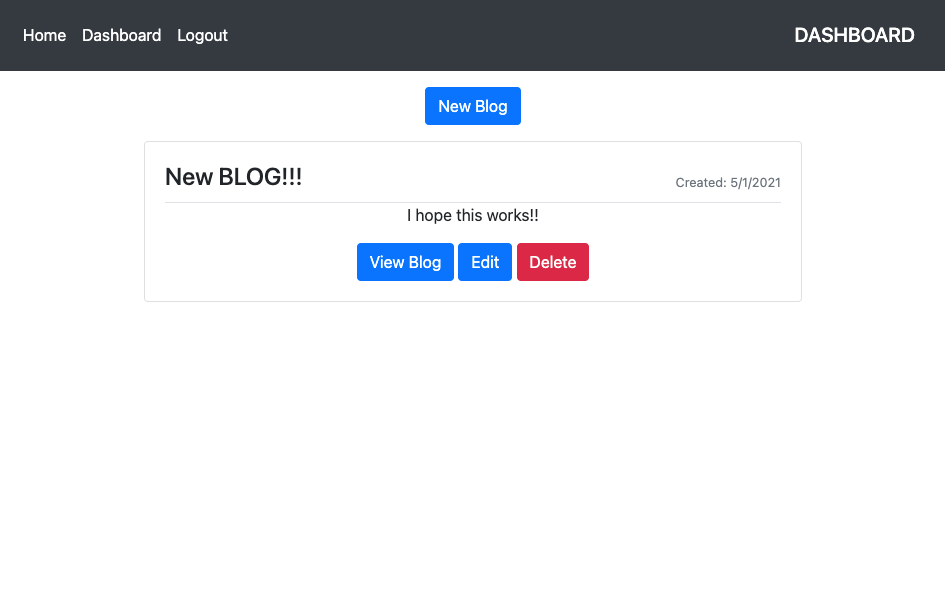 Home Dashboard Logout DASHBOARD
New Blog
New BLOG!!! Created: 5/1/2021
I hope this works!!
View Blog Edit Delete